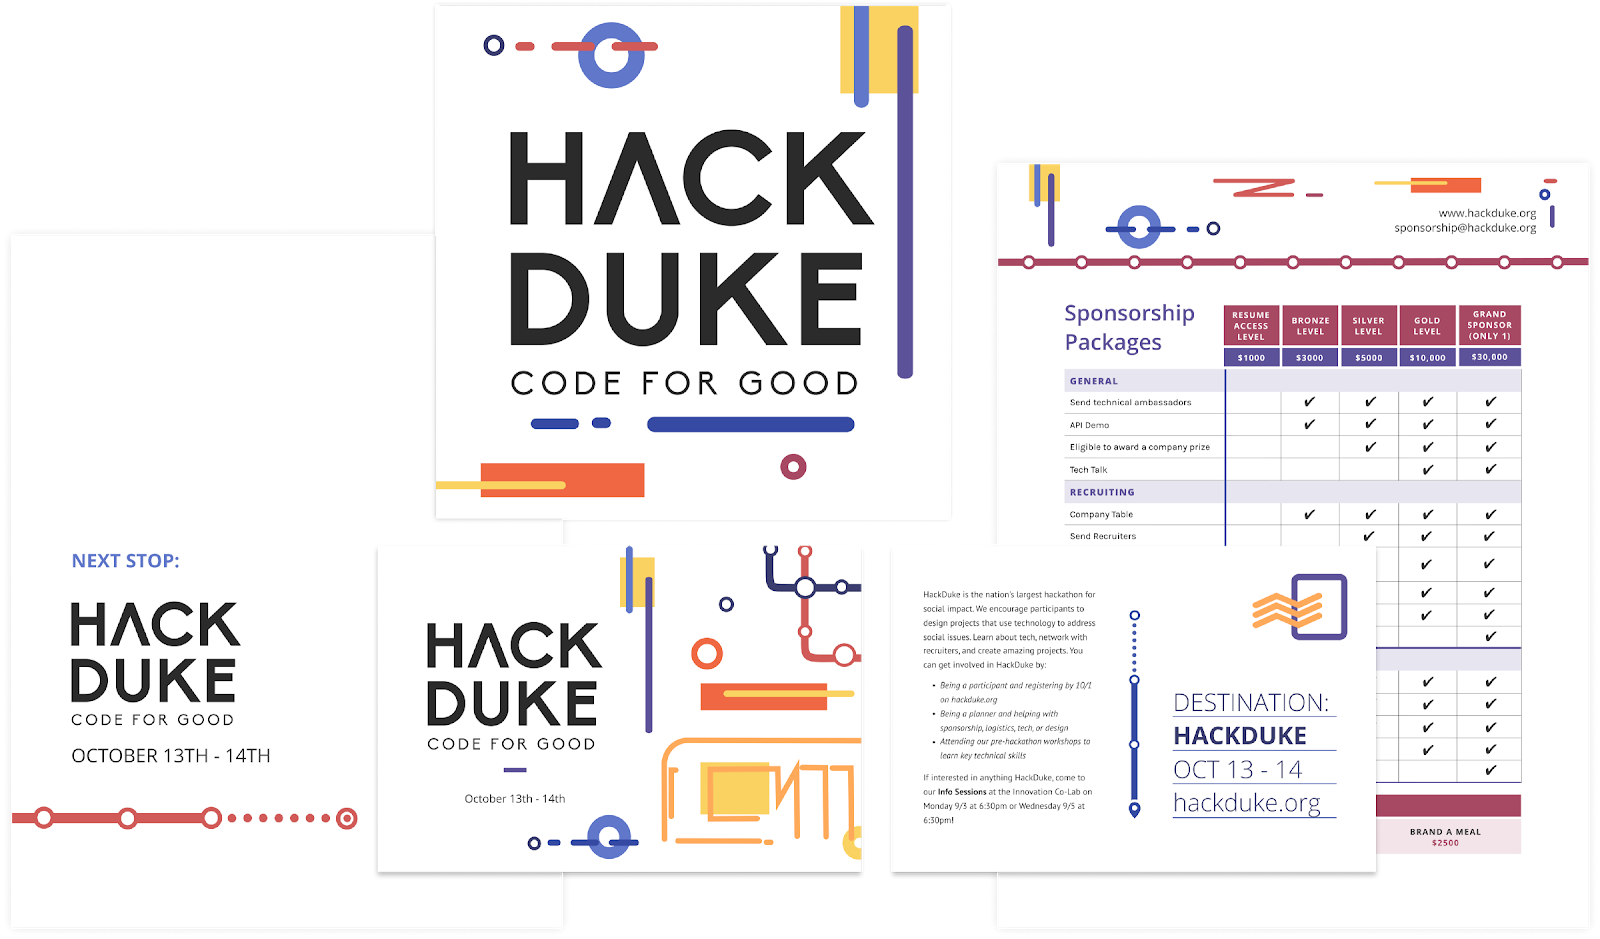 HACK
DUKE
CODE FOR GOOD
NEXT STOP:
HACK
DUKE
CODE FOR GOOD
OCTOBER 13TH - 14TH
HACK
DUKE
CODE FOR GOOD
October 13th - 14th
HackDuke is the nation's largest hackathon for
social impact. We encourage participants to
design projects that use technology to address
social issues. Learn about tech, network with
recruiters, and create amazing projects. You
can get involved in HackDuke by:
• Being a participant and registering by 10/1
on hackduke.org
• Being a planner and helping with
sponsorship, logistics, tech, or design
• Attending our pre-hackathon workshops to
learn key technical skills
If interested in anything HackDuke, come to
our Info Sessions at the Innovation Co-Lab on
Monday 9/3 at 6:30pm or Wednesday 9/5 at
6:30pm!
DESTINATION:
HACKDUKE
OCT 13 - 14
hackduke.org
www.hackduke.org
sponsorship@hackduke.org
Sponsorship
Packages
RESUME
ACCESS
LEVEL
BRONZE
LEVEL
SILVER
LEVEL
GOLD
LEVEL
GRAND
SPONSOR
(ONLY 1)
$1000 $3000 $5000 $10,000 $30,000
GENERAL
Send technical ambassadors ✔ ✔ ✔ ✔
API Demo ✔ ✔ ✔ ✔
Eligible to award a company prize ✔ ✔ ✔
Tech Talk ✔ ✔
RECRUITING
Company Table ✔ ✔ ✔ ✔
Send Recruiters ✔ ✔ ✔
✔ ✔
✔ ✔
✔ ✔
✔
✔ ✔
✔ ✔
✔ ✔
✔ ✔
✔
BRAND A MEAL
$2500